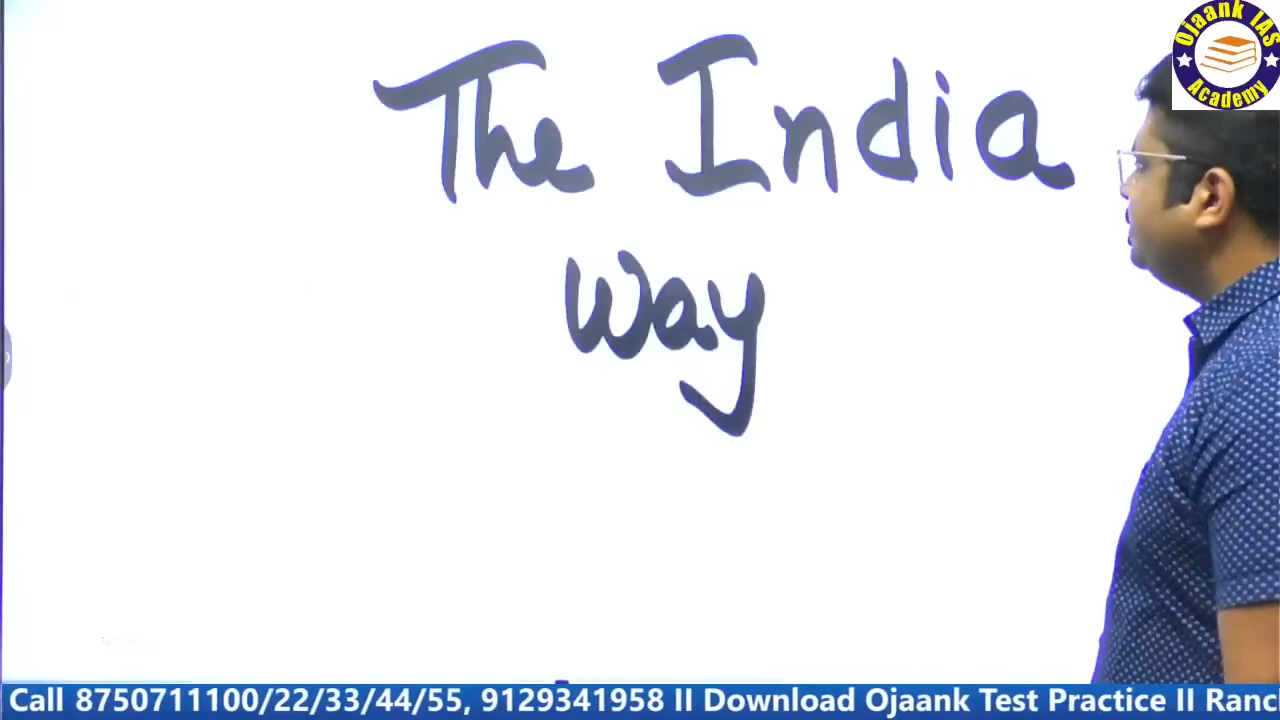 Ojaank IAS
Academy
The India
Way
Call 8750711100/22/33/44/55, 9129341958 II Download Ojaank Test Practice II Ranc